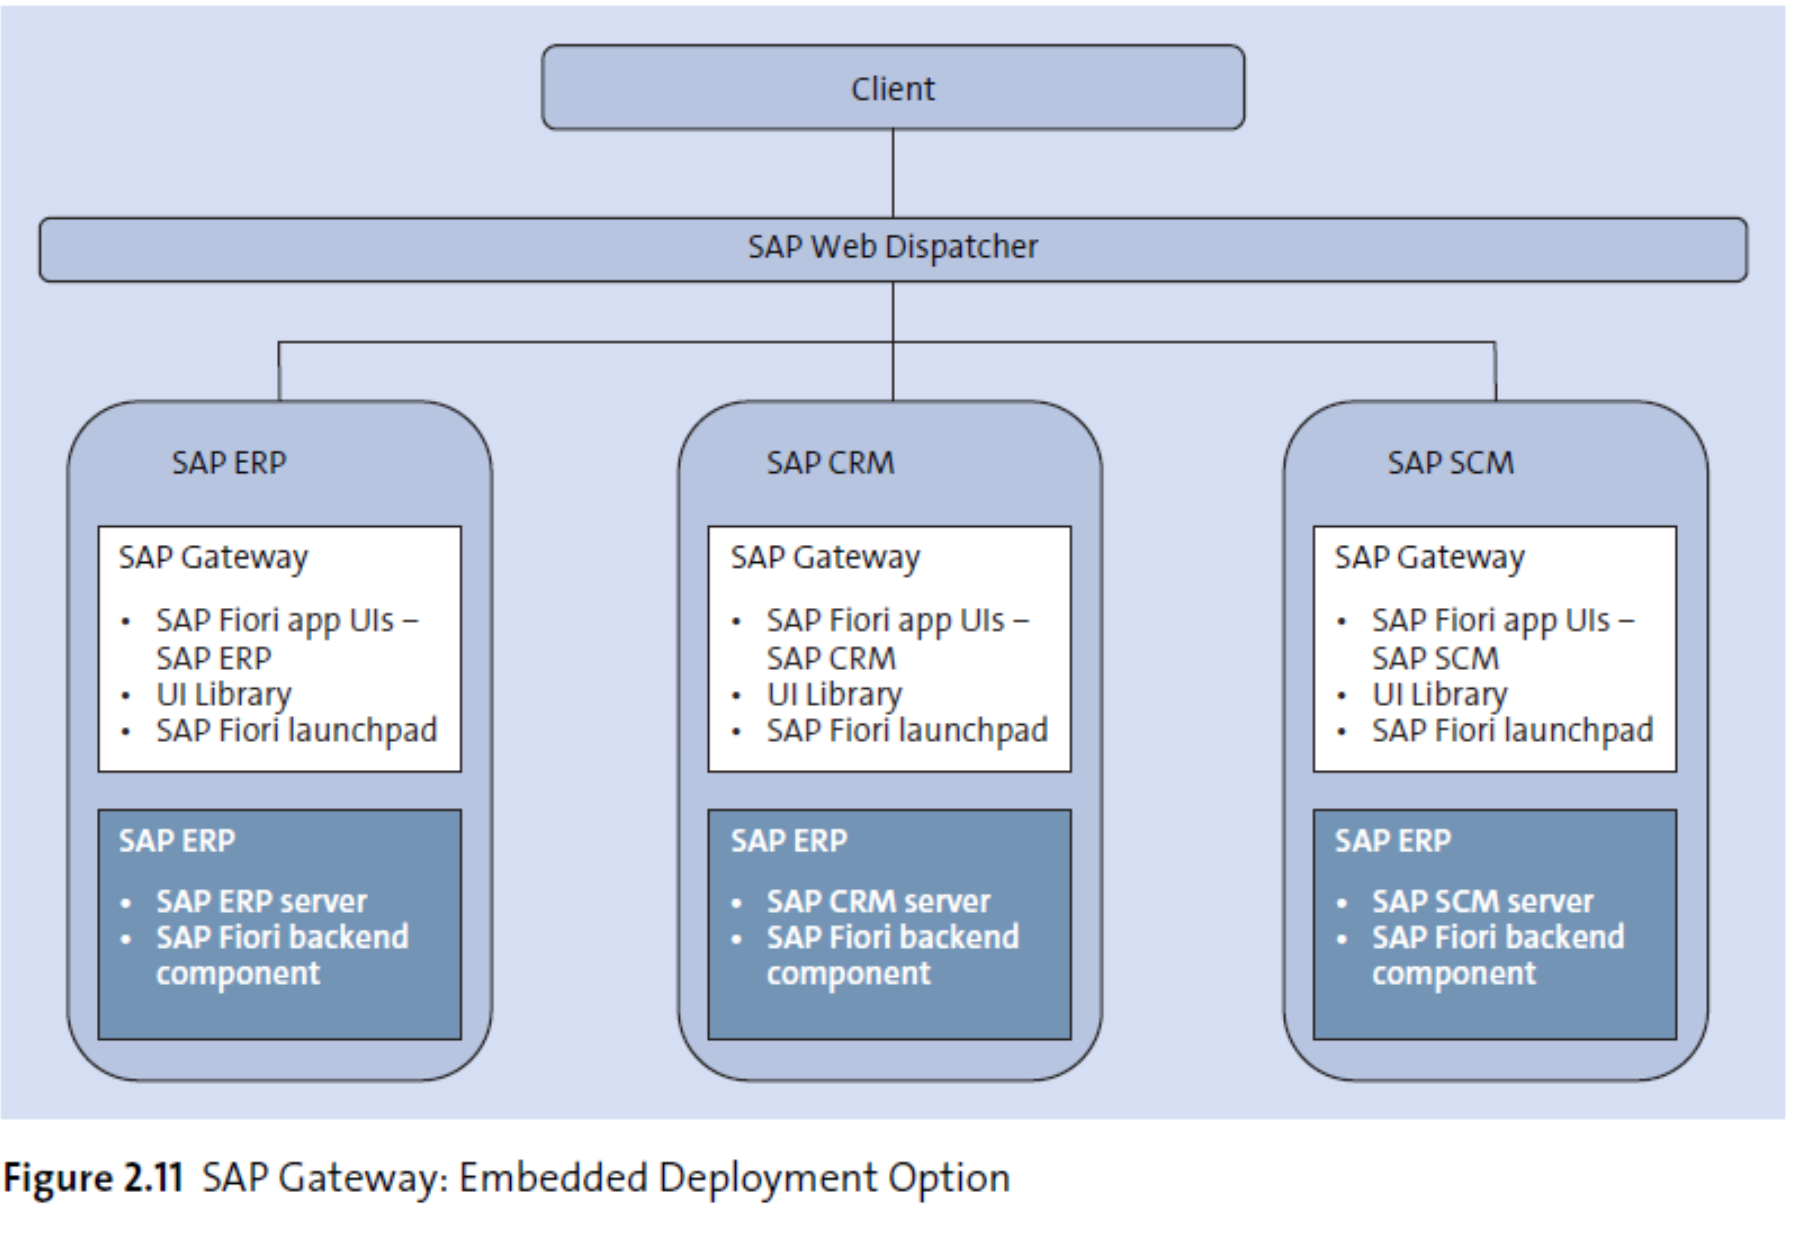 Client
SAP Web Dispatcher
SAP ERP
SAP Gateway
• SAP Fiori app UIs –
SAP ERP
• UI Library
• SAP Fiori launchpad
SAP ERP
• SAP ERP server
• SAP Fiori backend
component
SAP CRM
SAP Gateway
• SAP Fiori app UIs –
SAP CRM
• UI Library
• SAP Fiori launchpad
SAP ERP
• SAP CRM server
• SAP Fiori backend
component
SAP SCM
SAP Gateway
• SAP Fiori app UIs –
SAP SCM
• UI Library
• SAP Fiori launchpad
SAP ERP
• SAP SCM server
• SAP Fiori backend
component
Figure 2.11 SAP Gateway: Embedded Deployment Option